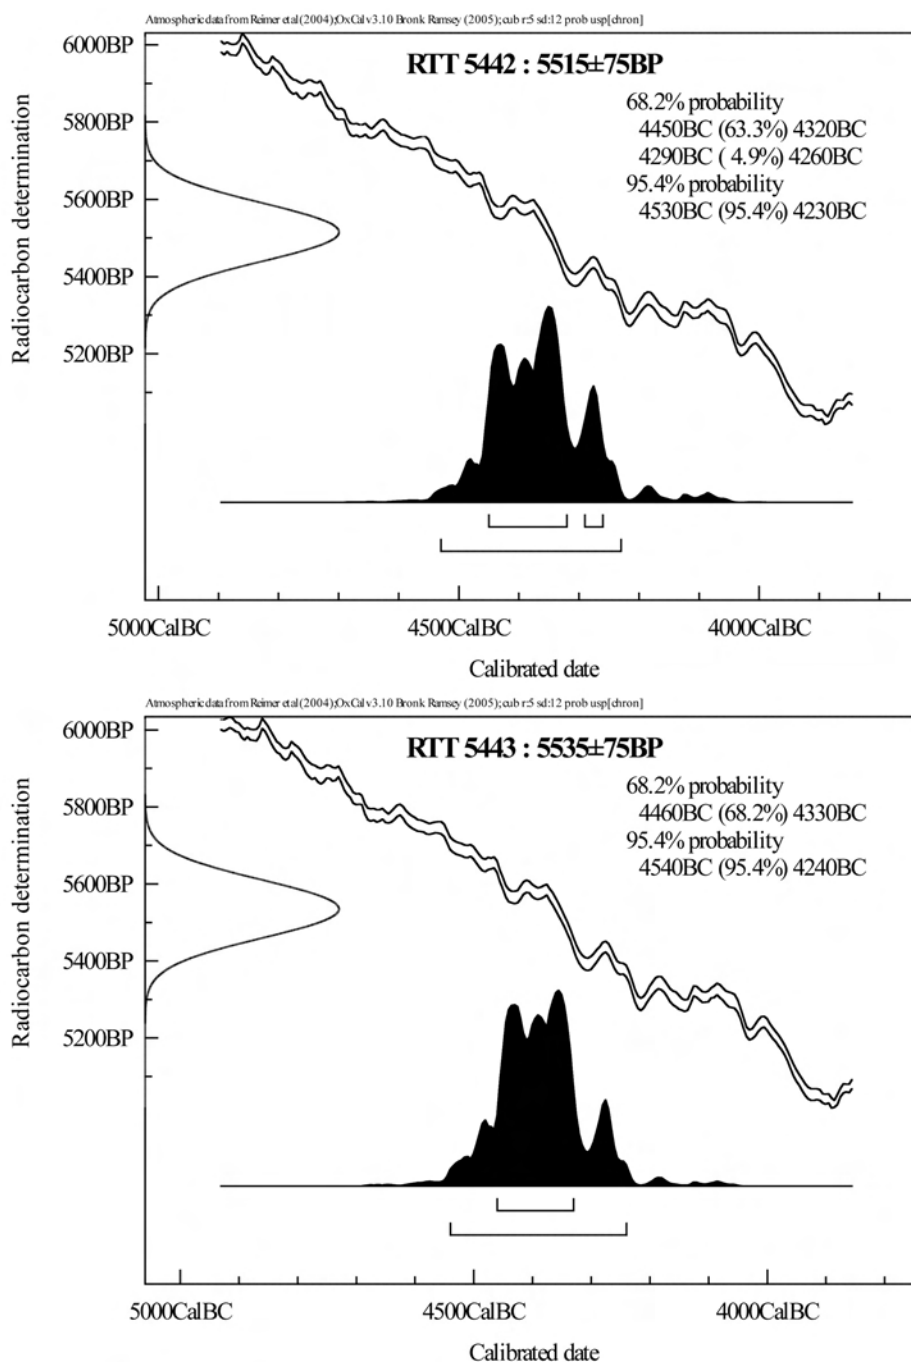 Atmospheric data from Reimer et al (2004);OxCal v3.10 Bronk Ramsey (2005); cub r:5 sd:12 prob usp[chron]
RTT 5442 : 5515±75BP
68.2% probability
4450BC (63.3%) 4320BC
4290BC ( 4.9%) 4260BC
95.4% probability
4530BC (95.4%) 4230BC
Radiocarbon determination
6000BP
5800BP
5600BP
5400BP
5200BP
5000CalBC 4500CalBC 4000CalBC
Calibrated date
Atmospheric data from Reimer et al (2004);OxCal v3.10 Bronk Ramsey (2005); cub r:5 sd:12 prob usp[chron]
RTT 5443 : 5535±75BP
68.2% probability
4460BC (68.2%) 4330BC
95.4% probability
4540BC (95.4%) 4240BC
Radiocarbon determination
6000BP
5800BP
5600BP
5400BP
5200BP
5000CalBC 4500CalBC 4000CalBC
Calibrated date